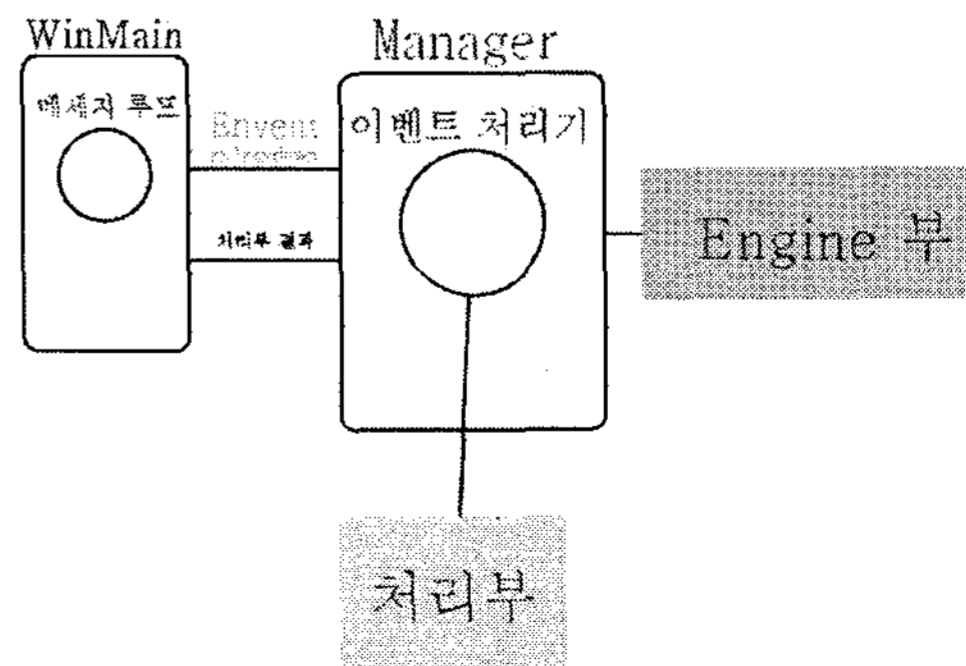 WinMain
Manager
메세지 루프
Envent
이벤트 처리기
처리부 결과
Engine 부
처리부